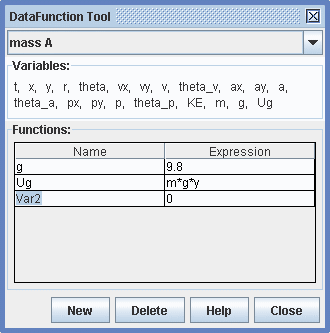 DataFunction Tool
mass A
Variables:
t, x, y, r, theta, vx, vy, v, theta_v, ax, ay, a,
theta_a, px, py, p, theta_p, KE, m, g, Ug
Functions:
Name Expression
g 9.8
Ug m*g*y
Var2 0
New Delete Help Close